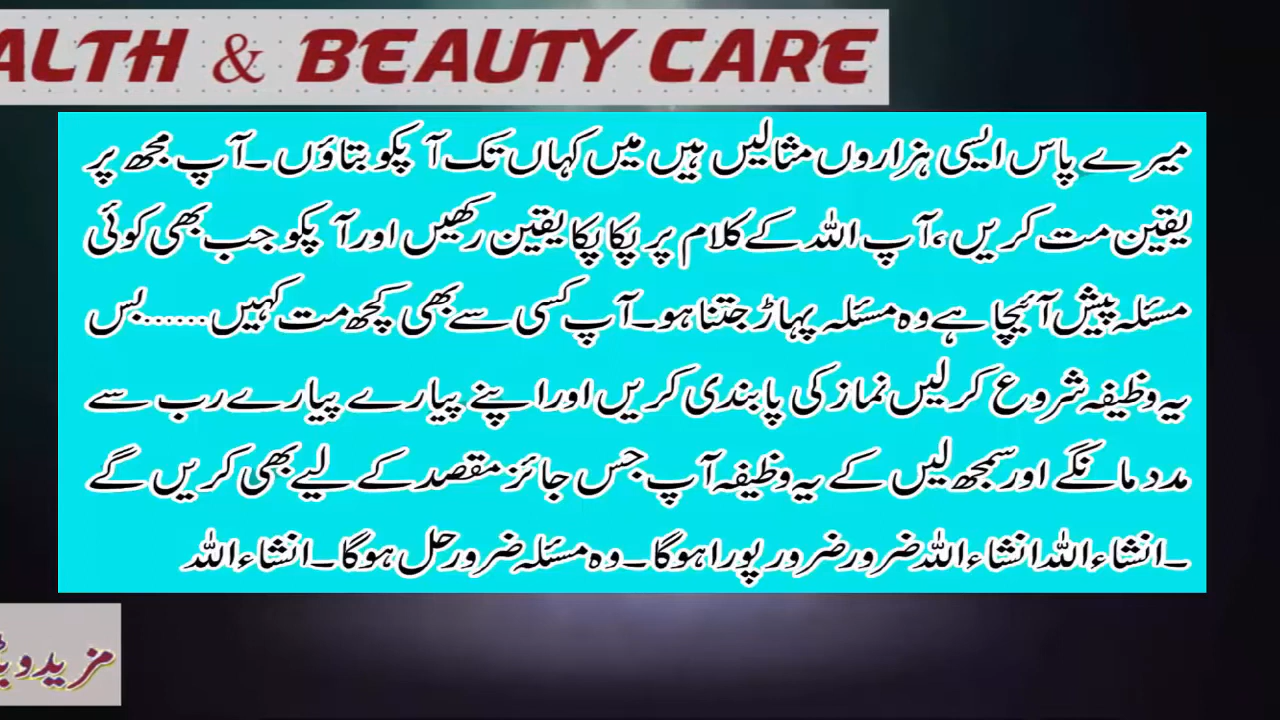 ALTH & BEAUTY CARE
میرے پاس ایسی ہزاروں مثالیں ہیں میں کہاں تک آپکو بتاؤں ۔ آپ مجھ پر
یقین مت کریں ، آپ اللہ کے کلام پر پکا پکا یقین رکھیں اور آپکو جب بھی کوئی
مسئلہ پیش آئیچا ہے وہ مسئلہ پہاڑ جتنا ہو۔ آپ کسی سے بھی کچھ مت کہیں ...... بس
یہ وظیفہ شروع کر لیں نماز کی پابندی کریں اور اپنے پیارے پیارے رب سے
مدد مانگے اور سمجھ لیں کے یہ وظیفہ آپ جس جائز مقصد کے لیے بھی کریں گے
۔ انشاء اللہ انشاء اللہ ضرور ضرور پورا ہوگا ۔ وہ مسئلہ ضرور حل ہوگا ۔ انشاء اللہ
مزید